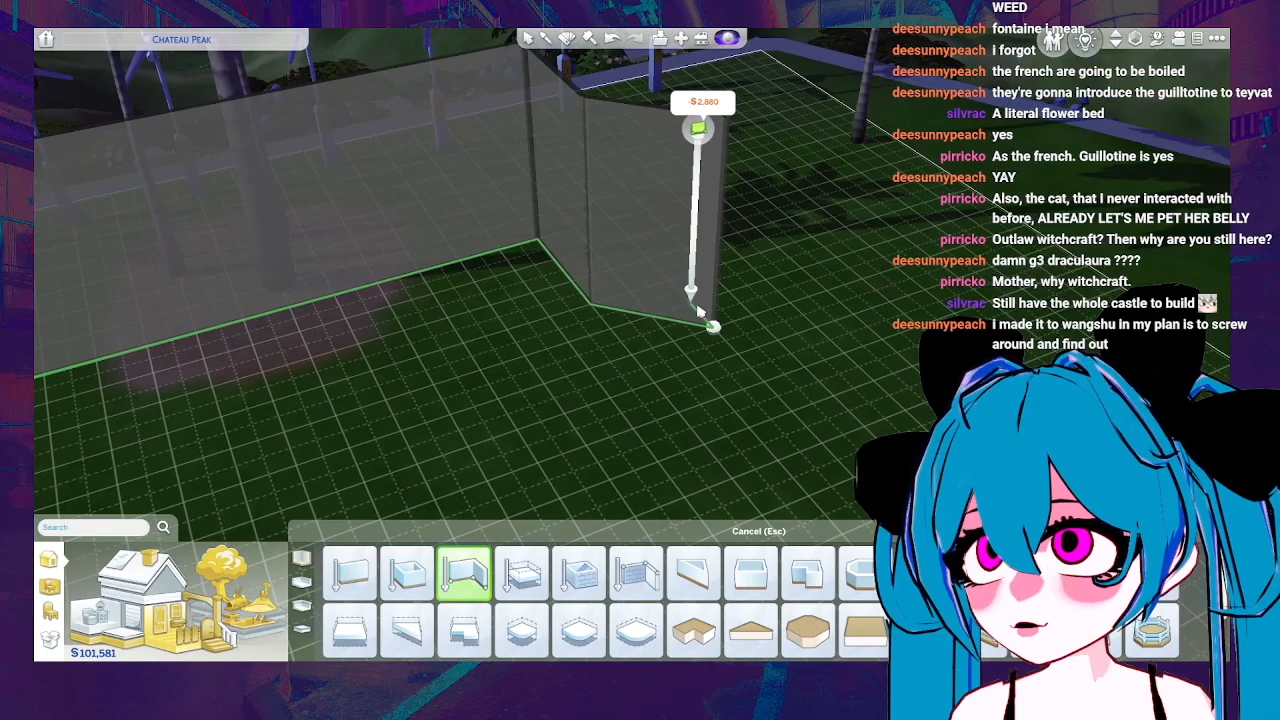 WEED
deesunnypeach fontaine i mean
deesunnypeach i forgot
deesunnypeach the french are going to be boiled
deesunnypeach they're gonna introduce the guilltotine to teyvat
silvrac A literal flower bed
deesunnypeach yes
pirricko As the french. Guillotine is yes
deesunnypeach YAY
pirricko Also, the cat, that I never interacted with
before, ALREADY LET'S ME PET HER BELLY
pirricko Outlaw witchcraft? Then why are you still here?
deesunnypeach damn g3 draculaura ????
pirricko Mother, why witchcraft.
silvrac Still have the whole castle to build
deesunnypeach i made it to wangshu in my plan is to screw
around and find out
CHATEAU PEAK
-§2,880
Cancel (Esc)
Search
§101,581